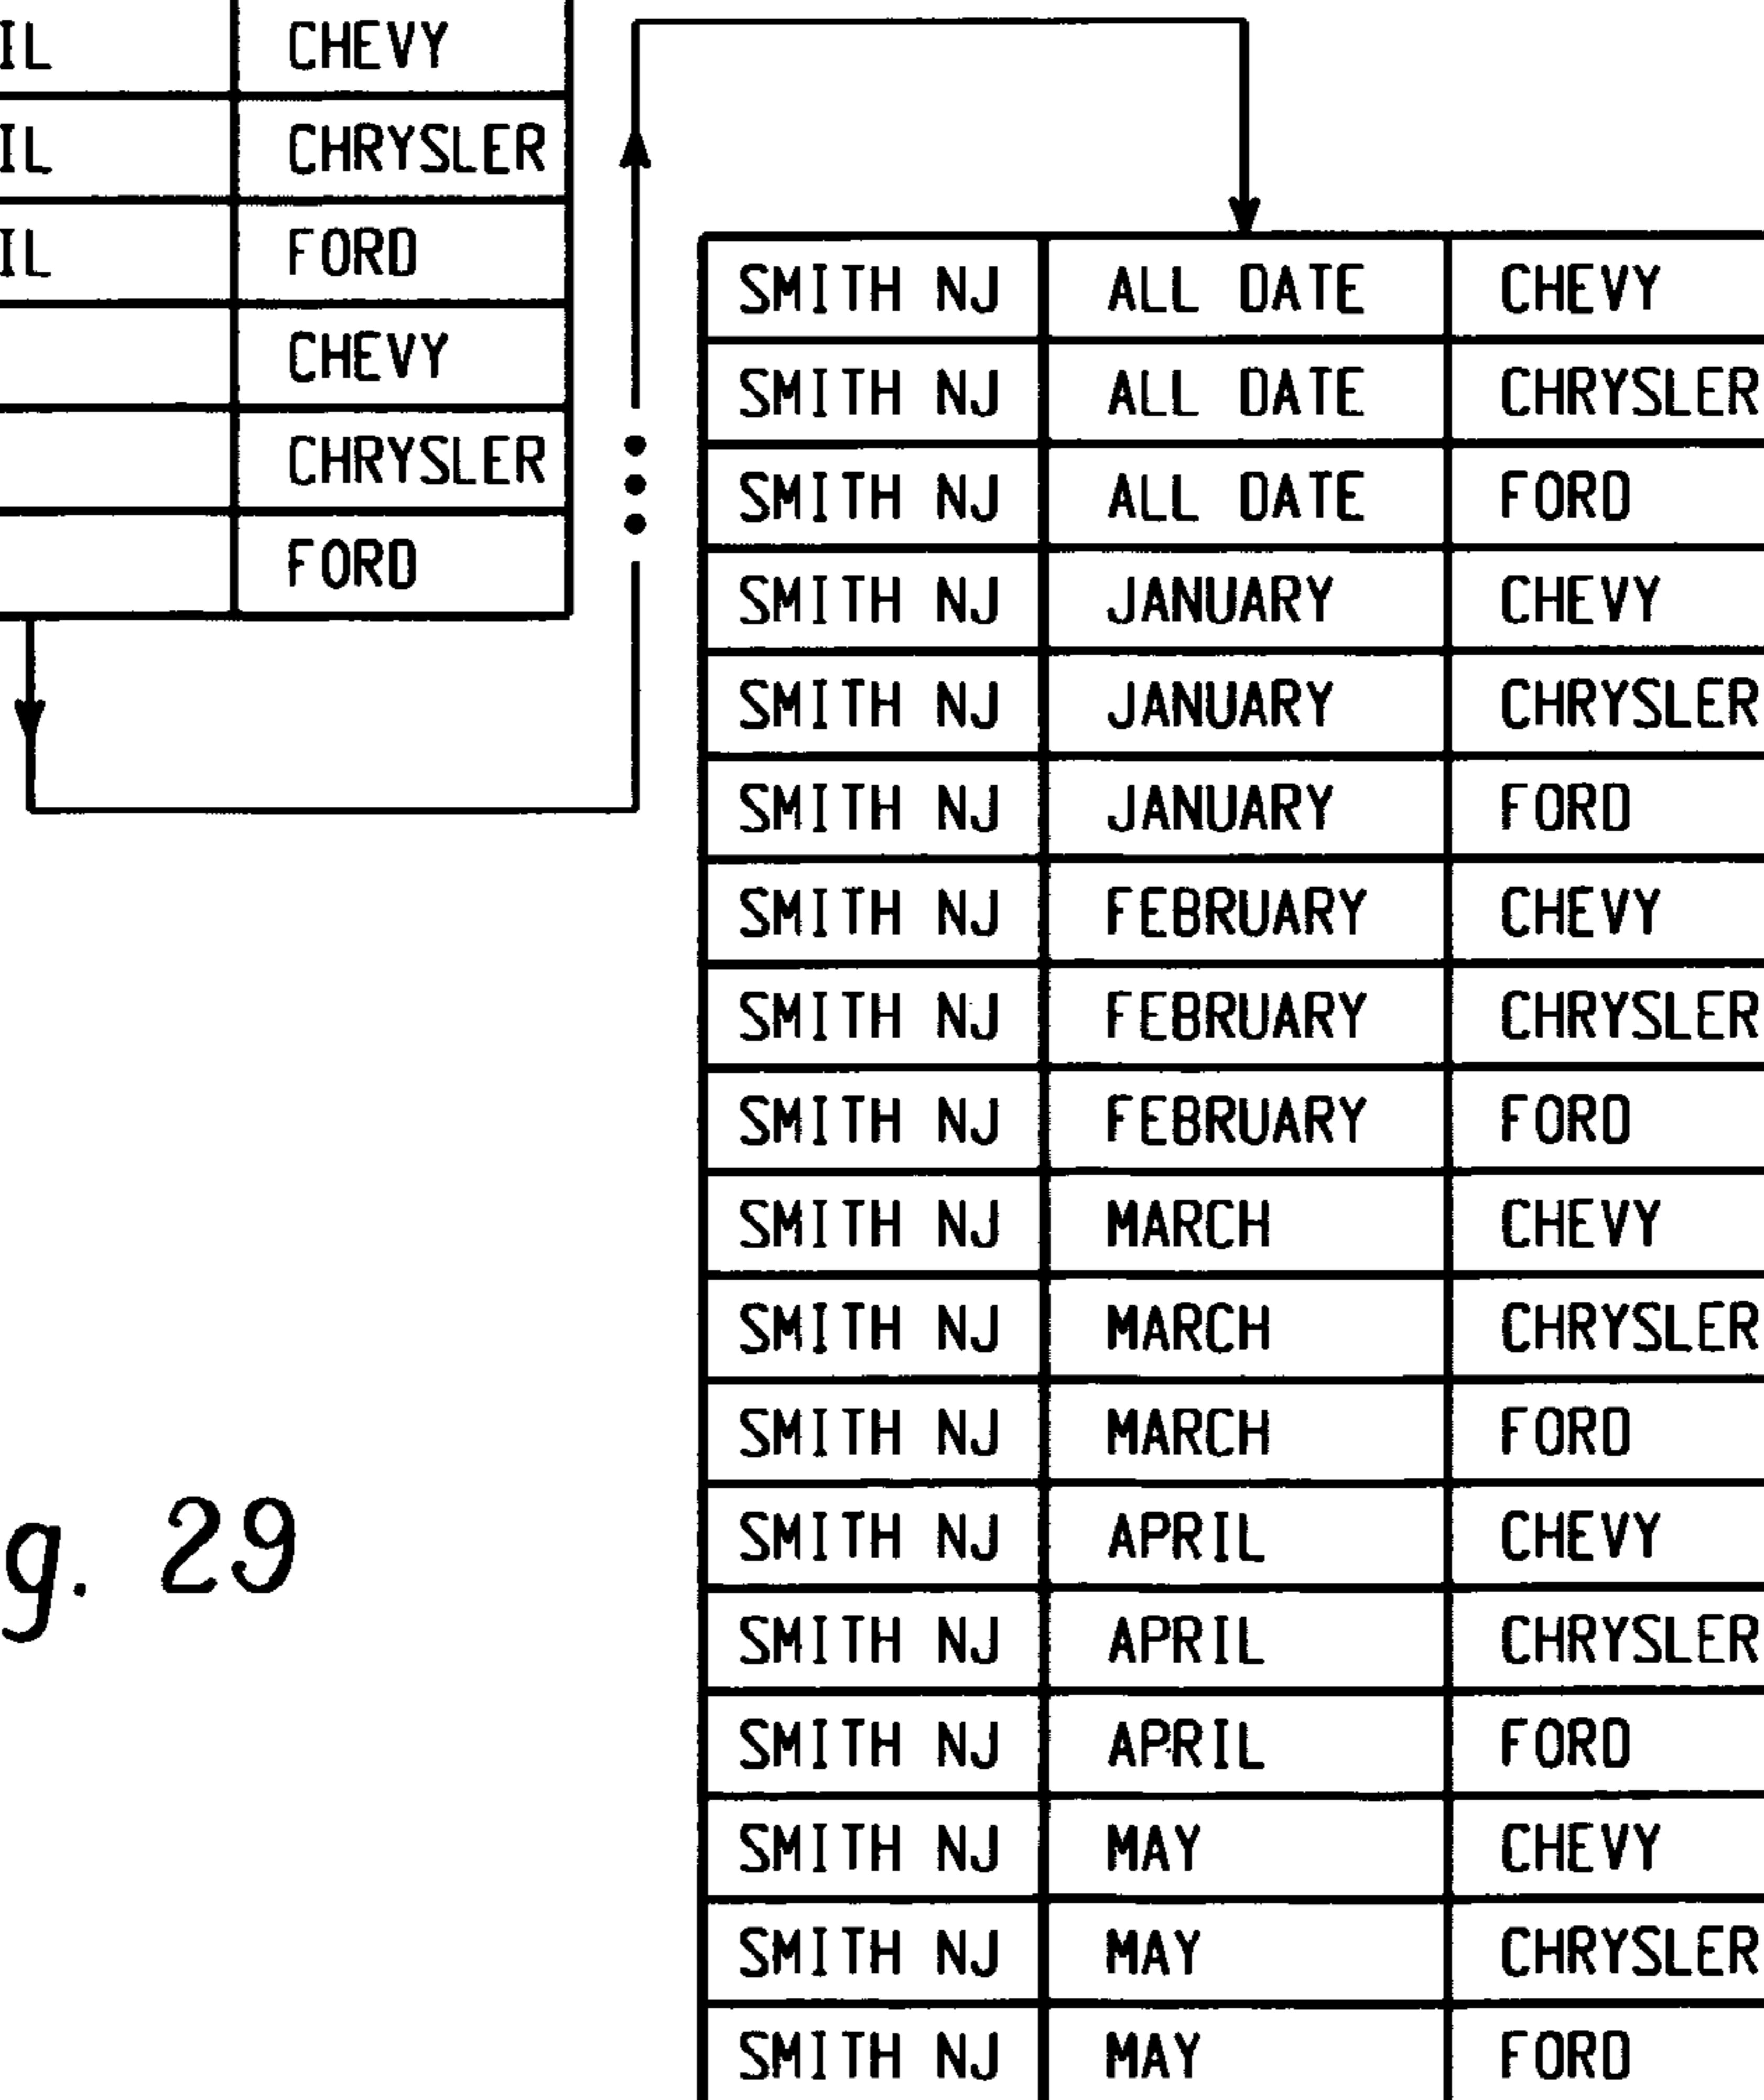 IL CHEVY
IL CHRYSLER
IL FORD
CHEVY
CHRYSLER
FORD
SMITH NJ ALL DATE CHEVY
SMITH NJ ALL DATE CHRYSLER
SMITH NJ ALL DATE FORD
SMITH NJ JANUARY CHEVY
SMITH NJ JANUARY CHRYSLER
SMITH NJ JANUARY FORD
SMITH NJ FEBRUARY CHEVY
SMITH NJ FEBRUARY CHRYSLER
SMITH NJ FEBRUARY FORD
SMITH NJ MARCH CHEVY
SMITH NJ MARCH CHRYSLER
SMITH NJ MARCH FORD
SMITH NJ APRIL CHEVY
SMITH NJ APRIL CHRYSLER
SMITH NJ APRIL FORD
SMITH NJ MAY CHEVY
SMITH NJ MAY CHRYSLER
SMITH NJ MAY FORD
g. 29